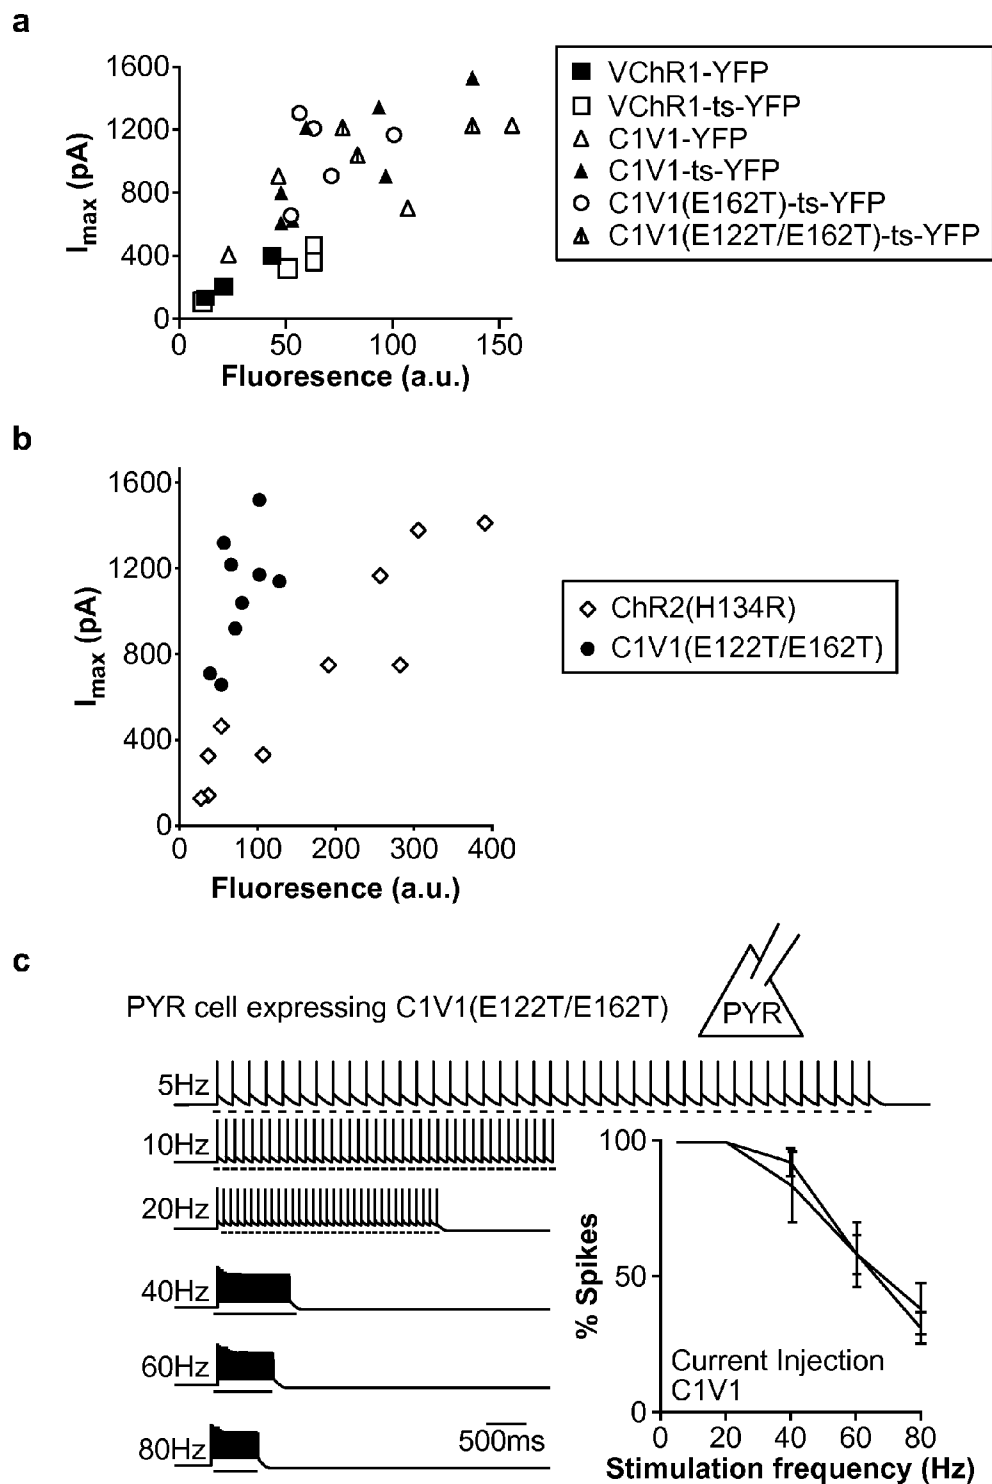 a
1600
1200
800
400
0
I max (pA)
0 50 100 150
Fluoresence (a.u.)
VChR1-YFP
VChR1-ts-YFP
C1V1-YFP
C1V1-ts-YFP
C1V1(E162T)-ts-YFP
C1V1(E122T/E162T)-ts-YFP
b
1600
1200
800
400
0
I max (pA)
0 100 200 300 400
Fluoresence (a.u.)
ChR2(H134R)
C1V1(E122T/E162T)
c
PYR cell expressing C1V1(E122T/E162T)
PYR
5Hz
10Hz
20Hz
40Hz
60Hz
80Hz
500ms
100
50
0
% Spikes
Current Injection
C1V1
0 20 40 60 80
Stimulation frequency (Hz)